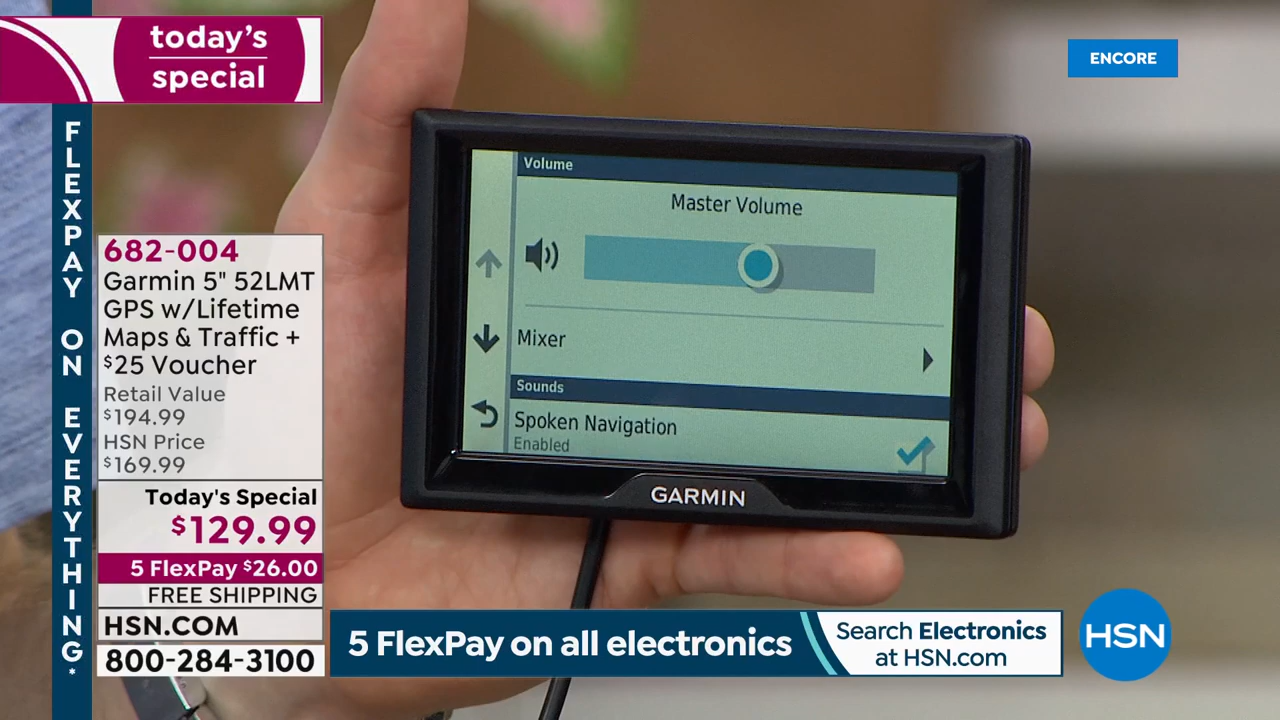 today's
special
ENCORE
FLEXPAY ON EVERYTHING.*
682-004
Garmin 5" 52LMT
GPS w/Lifetime
Maps & Traffic +
$25 Voucher
Retail Value
$194.99
HSN Price
$169.99
Today's Special
$129.99
5 FlexPay $26.00
FREE SHIPPING
HSN.COM
800-284-3100
Volume
Master Volume
Mixer
Sounds
Spoken Navigation
Enabled
GARMIN
5 FlexPay on all electronics
Search Electronics
at HSN.com
HSN